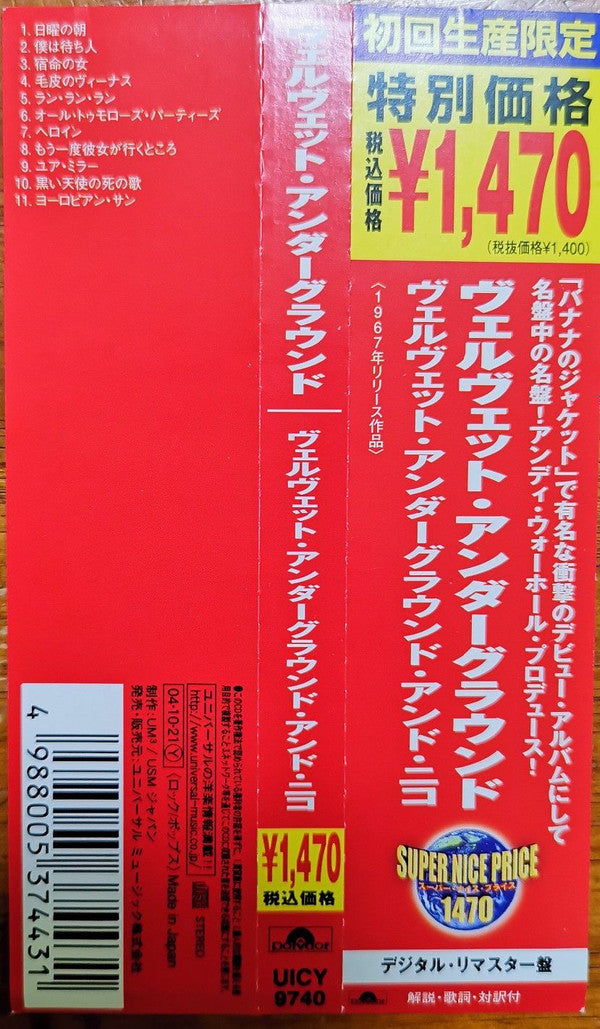 1. 日曜の朝
2. 僕は待ち人
3. 宿命の女
4. 毛皮のヴィーナス
5. ラン・ラン・ラン
6. オール・トゥモローズ・パーティーズ
7. ヘロイン
8. もう一度彼女が行くところ
9. ユア・ミラー
10. 黒い天使の死の歌
11. ヨーロピアン・サン
ユニバーサルの洋楽情報満載!!
http://www.universal-music.co.jp/
04・10・21 Ⓨ 〈ロック/ポップス〉 Made in Japan
制作：UM³ / USM ジャパン
発売・販売元：ユニバーサル ミュージック株式会社
STEREO
4 988005 374431
ヴェルヴェット・アンダーグラウンド
ヴェルヴェット・アンダーグラウンド・アンド・ニコ
¥1,470
税込価格
polydor
UICY
9740
初回生産限定
特別価格
税込価格
¥1,470
(税抜価格¥1,400)
「バナナのジャケット」で有名な衝撃のデビュー・アルバムにして
名盤中の名盤！アンディ・ウォーホール・プロデュース！
ヴェルヴェット・アンダーグラウンド
ヴェルヴェット・アンダーグラウンド・アンド・ニコ
〈1967年リリース作品〉
SUPER NICE PRICE
スーパー・ナイス・プライス
1470
デジタル・リマスター盤
解説・歌詞・対訳付